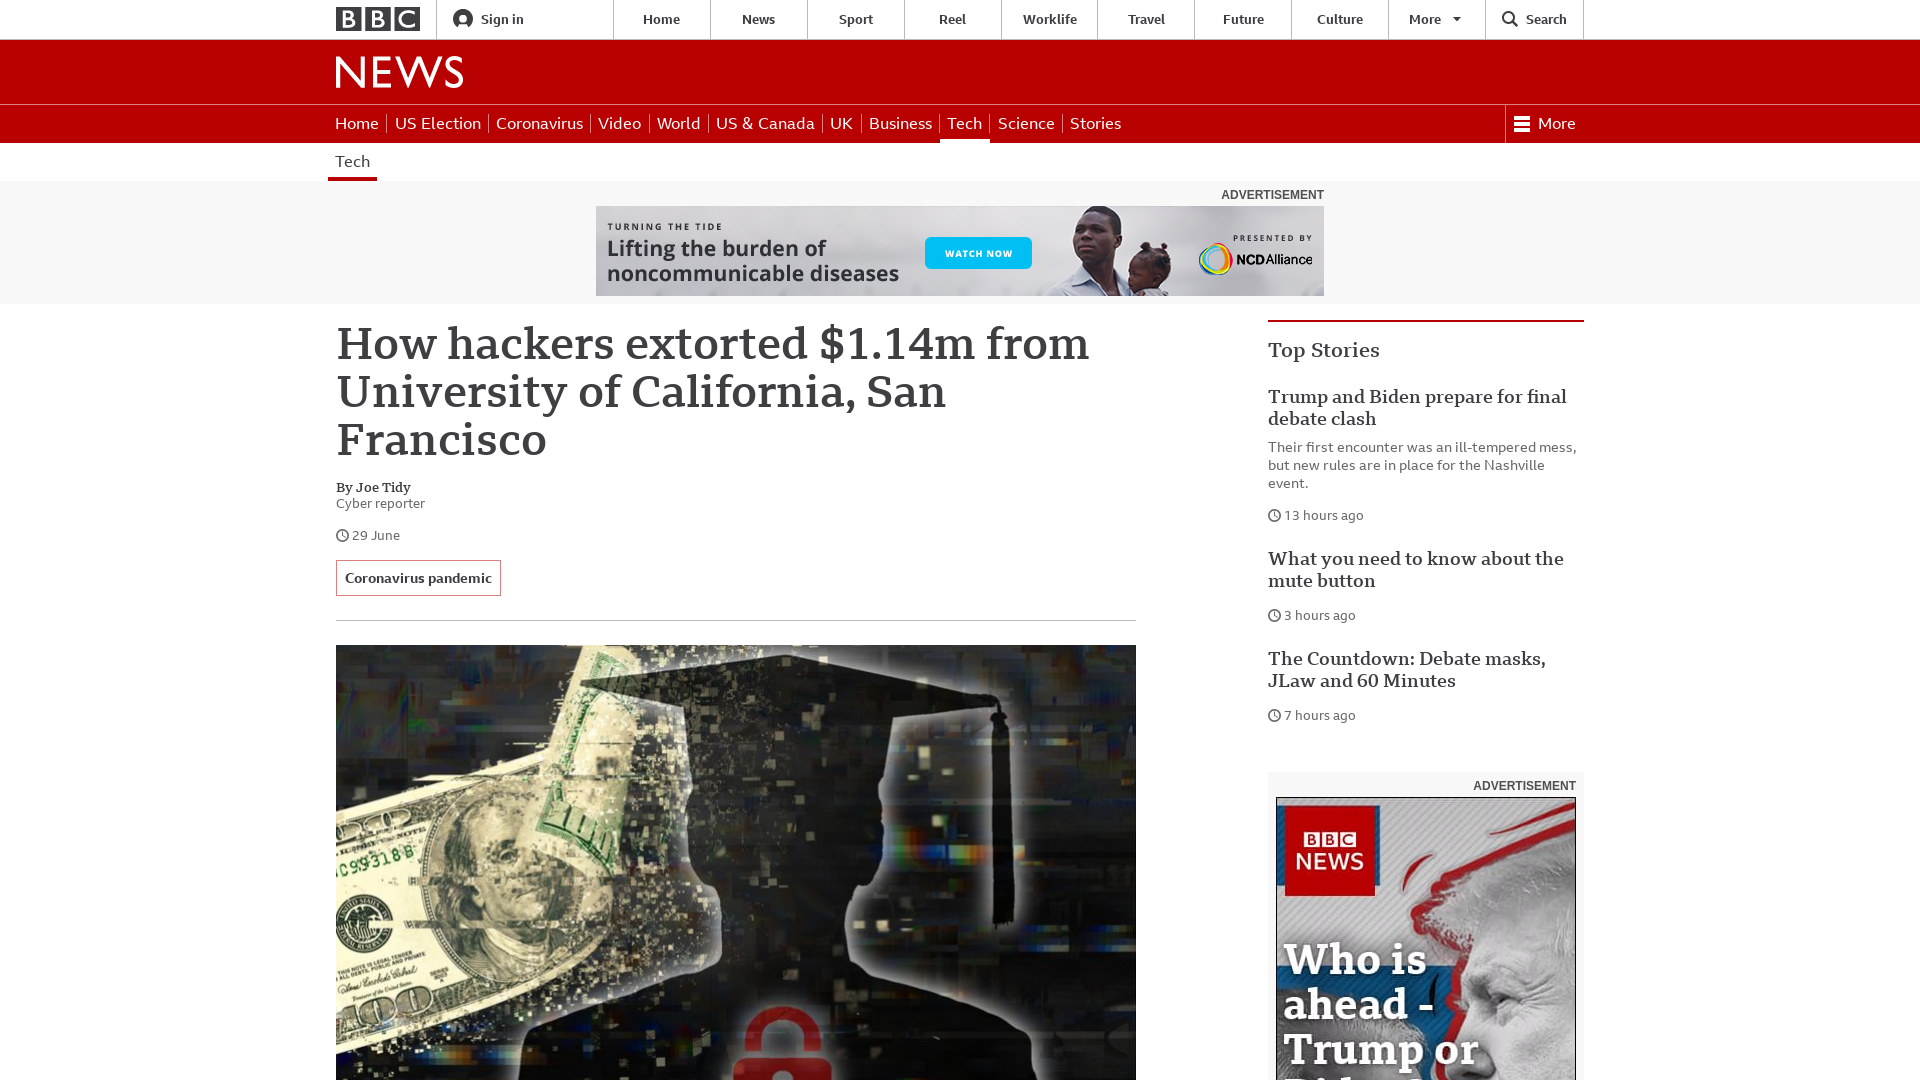 BBC
Sign in
Home
News
Sport
Reel
Worklife
Travel
Future
Culture
More
Search
NEWS
Home
US Election
Coronavirus
Video
World
US & Canada
UK
Business
Tech
Science
Stories
More
Tech
ADVERTISEMENT
TURNING THE TIDE
Lifting the burden of
noncommunicable diseases
WATCH NOW
PRESENTED BY
NCDAlliance
How hackers extorted $1.14m from
University of California, San
Francisco
By Joe Tidy
Cyber reporter
29 June
Coronavirus pandemic
Top Stories
Trump and Biden prepare for final
debate clash
Their first encounter was an ill-tempered mess,
but new rules are in place for the Nashville
event.
13 hours ago
What you need to know about the
mute button
3 hours ago
The Countdown: Debate masks,
JLaw and 60 Minutes
7 hours ago
ADVERTISEMENT
BBC
NEWS
Who is
ahead -
Trump or